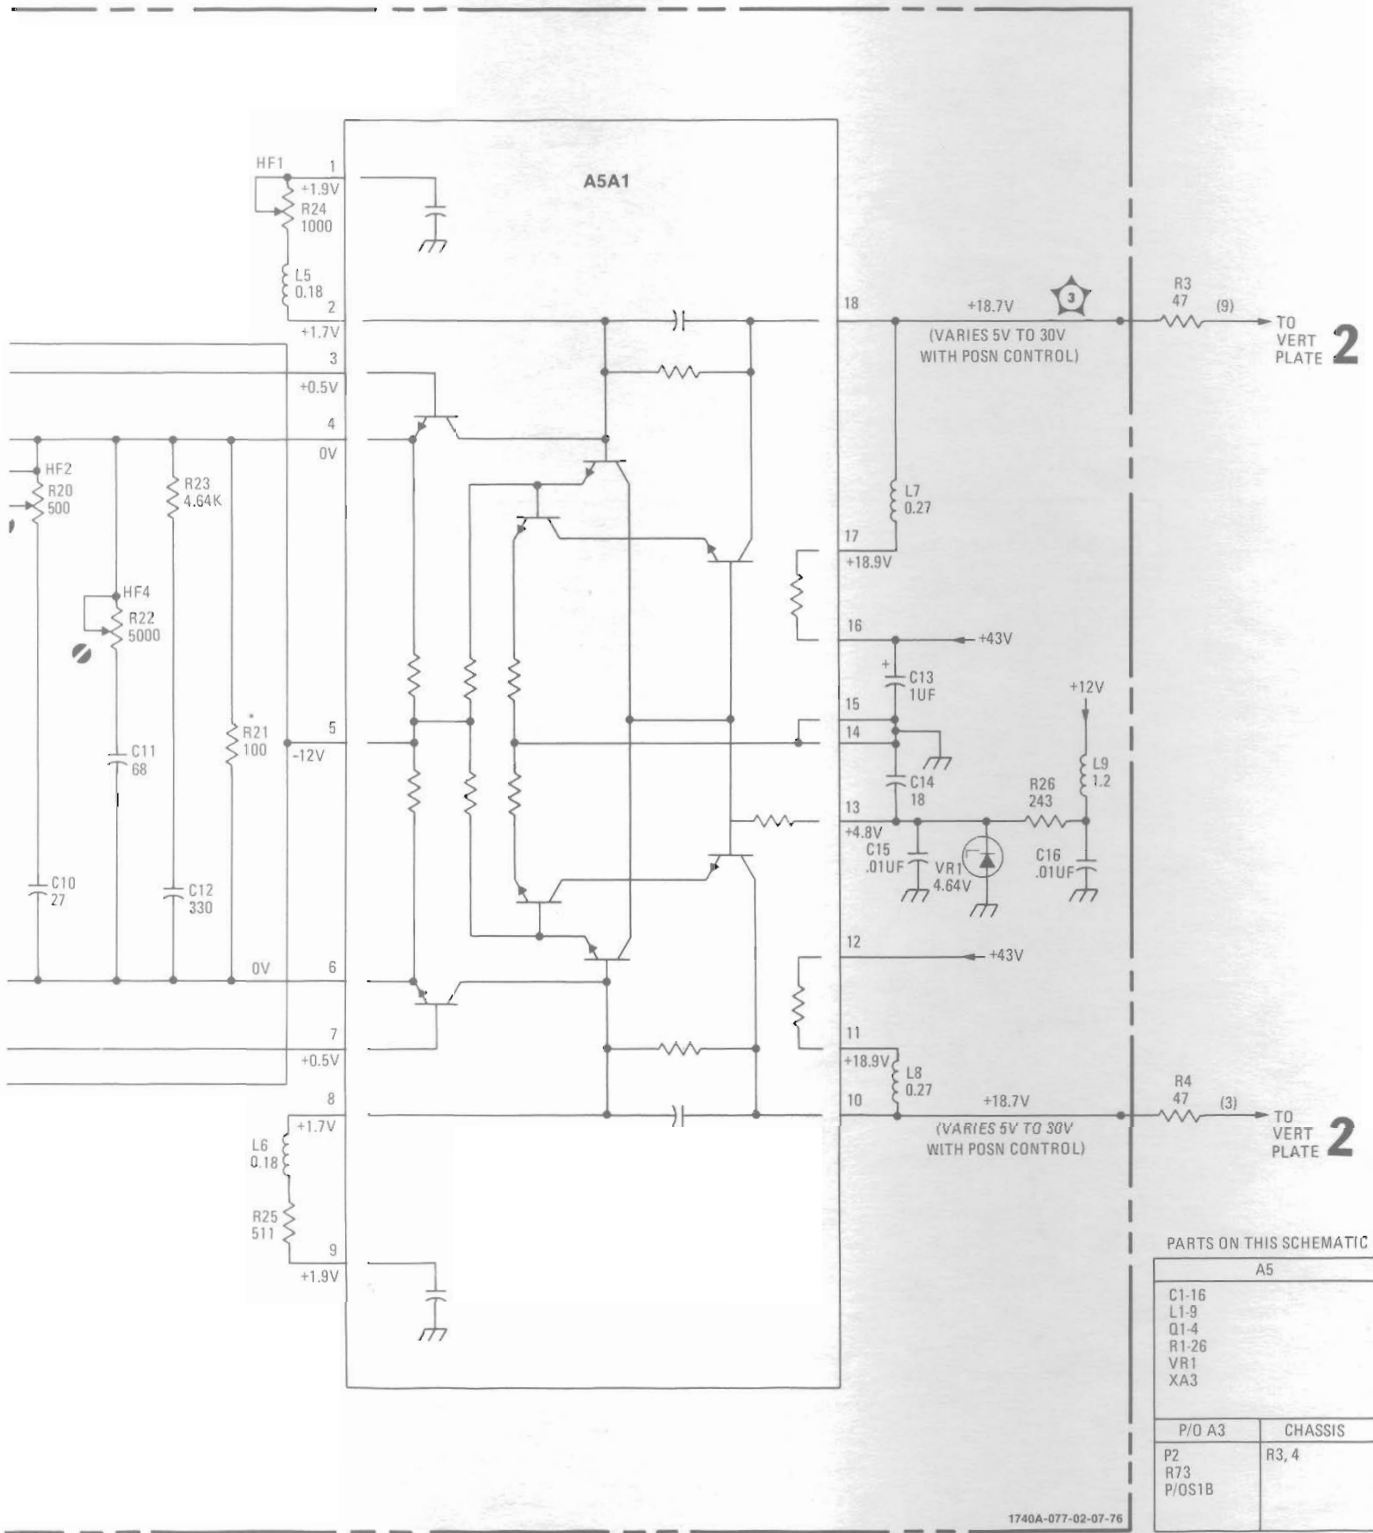 HF1
1
+1.9V
R24
1000
A5A1
L5
0.18
2
+1.7V
3
+0.5V
4
0V
HF2
R20
500
R23
4.64K
HF4
R22
5000
C11
68
R21
100
5
-12V
C10
27
C12
330
0V
6
7
+0.5V
8
+1.7V
L6
0.18
R25
511
9
+1.9V
18
+18.7V
3
(VARIES 5V TO 30V
WITH POSN CONTROL)
R3
47
(9)
TO
VERT
PLATE 2
L7
0.27
17
+18.9V
16
+43V
+
C13
1UF
+12V
15
14
C14
18
L9
1.2
R26
243
13
+4.8V
C15
.01UF
VR1
4.64V
C16
.01UF
12
+43V
11
+18.9V
L8
0.27
10
+18.7V
(VARIES 5V TO 30V
WITH POSN CONTROL)
R4
47
(3)
TO
VERT
PLATE 2
PARTS ON THIS SCHEMATIC
A5
C1-16
L1-9
Q1-4
R1-26
VR1
XA3
P/O A3
CHASSIS
P2
R73
P/OS1B
R3, 4
1740A-077-02-07-76